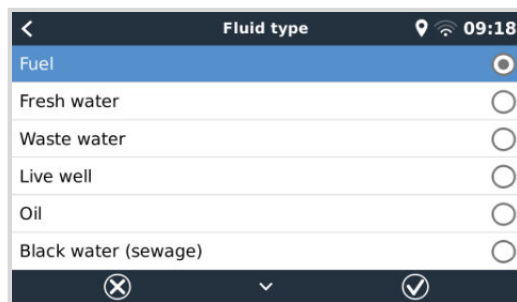 Fluid type 09:18
Fuel
Fresh water
Waste water
Live well
Oil
Black water (sewage)